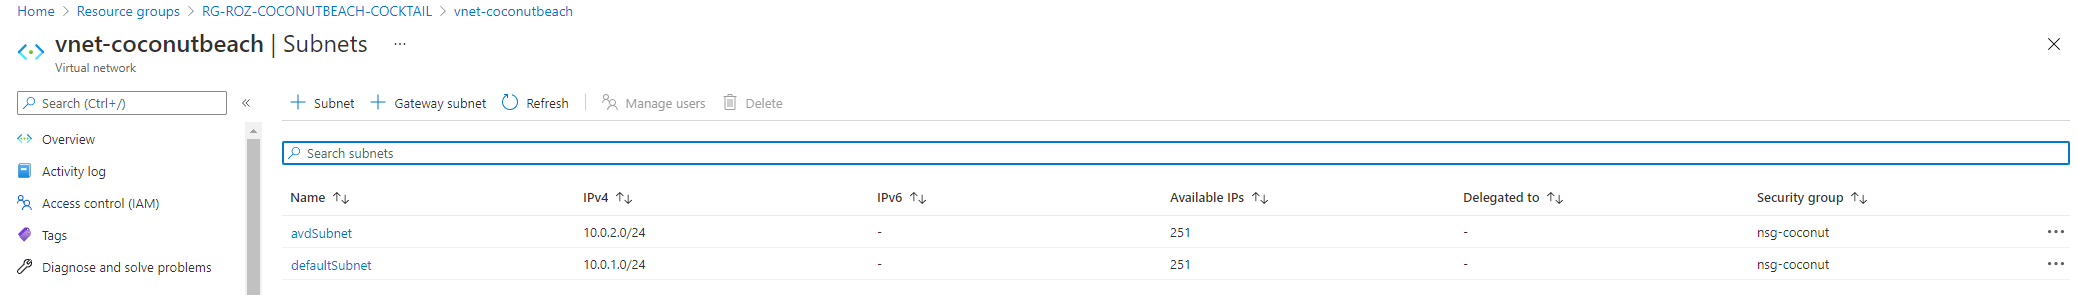 Home > Resource groups > RG-ROZ-COCONUTBEACH-COCKTAIL > vnet-coconutbeach
vnet-coconutbeach | Subnets ...
Virtual network
Search (Ctrl+/) «
+ Subnet + Gateway subnet Refresh Manage users Delete
Overview
Activity log
Access control (IAM)
Tags
Diagnose and solve problems
Search subnets
Name ↑↓ IPv4 ↑↓ IPv6 ↑↓ Available IPs ↑↓ Delegated to ↑↓ Security group ↑↓
avdSubnet 10.0.2.0/24 - 251 - nsg-coconut ...
defaultSubnet 10.0.1.0/24 - 251 - nsg-coconut ...